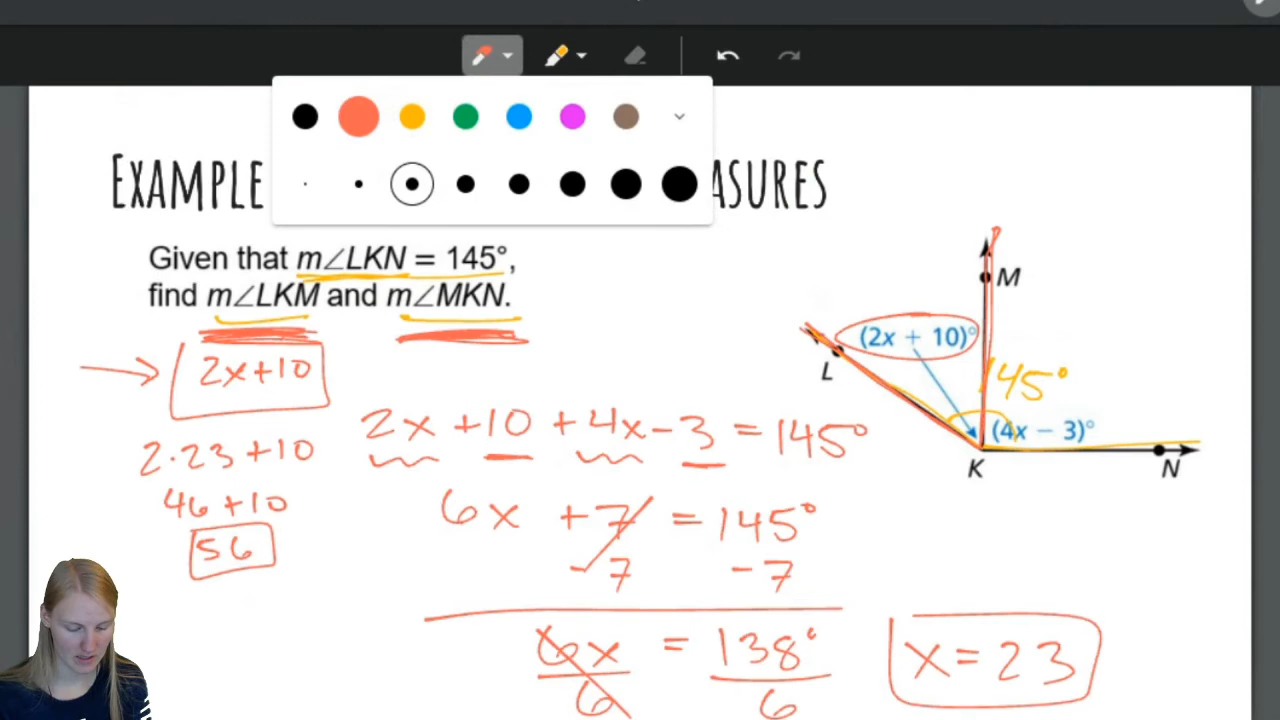 EXAMPLE
ASURES
Given that m∠LKN = 145°,
find m∠LKM and m∠MKN.
2x+10
2·23+10
46+10
56
2x +10 +4x-3 =145°
6x +7 =145°
-7 -7
6x = 138°
6 6
x=23
M
(2x + 10)°
L
145°
(4x − 3)°
K
N